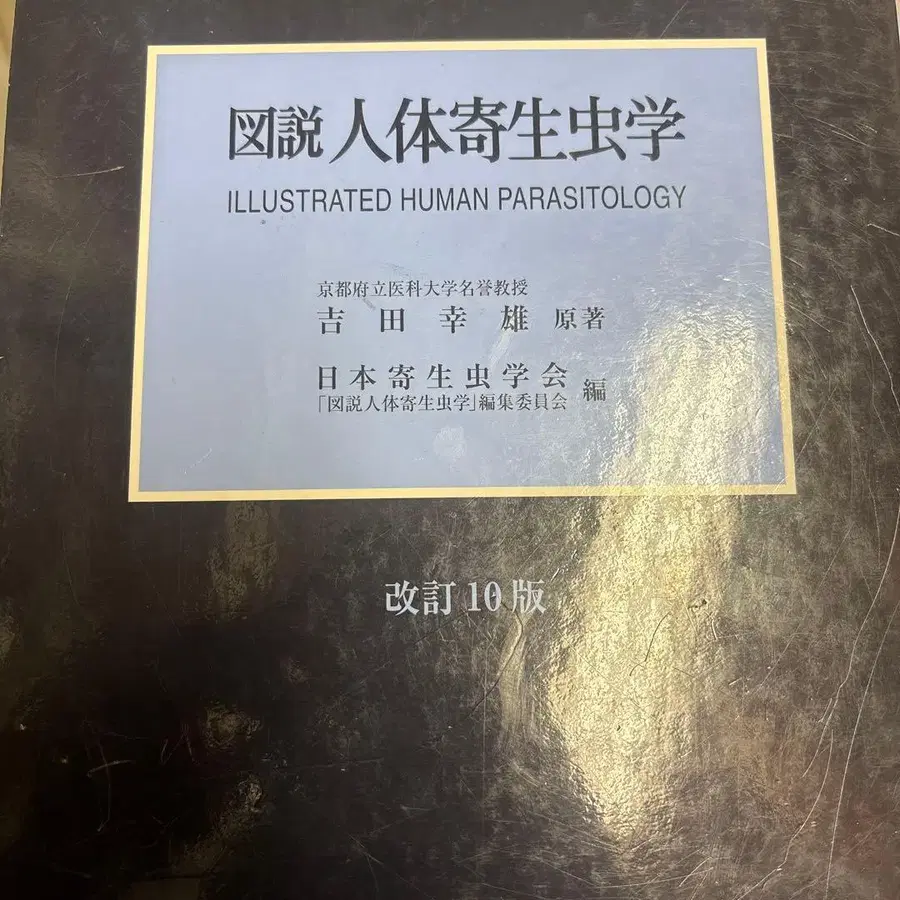 図説 人体寄生虫学
ILLUSTRATED HUMAN PARASITOLOGY
京都府立医科大学名誉教授
吉田幸雄 原著
日本寄生虫学会
「図説人体寄生虫学」編集委員会 編
改訂10版